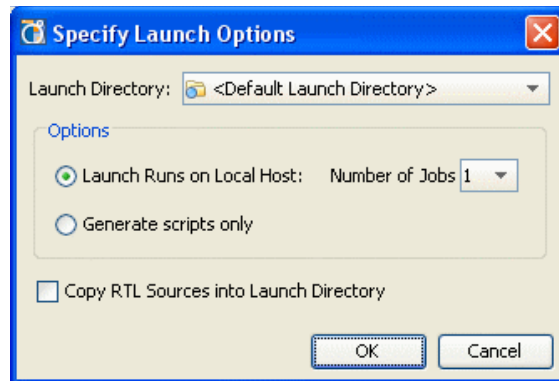 Specify Launch Options
Launch Directory: <Default Launch Directory>
Options
Launch Runs on Local Host: Number of Jobs 1
Generate scripts only
Copy RTL Sources into Launch Directory
OK Cancel